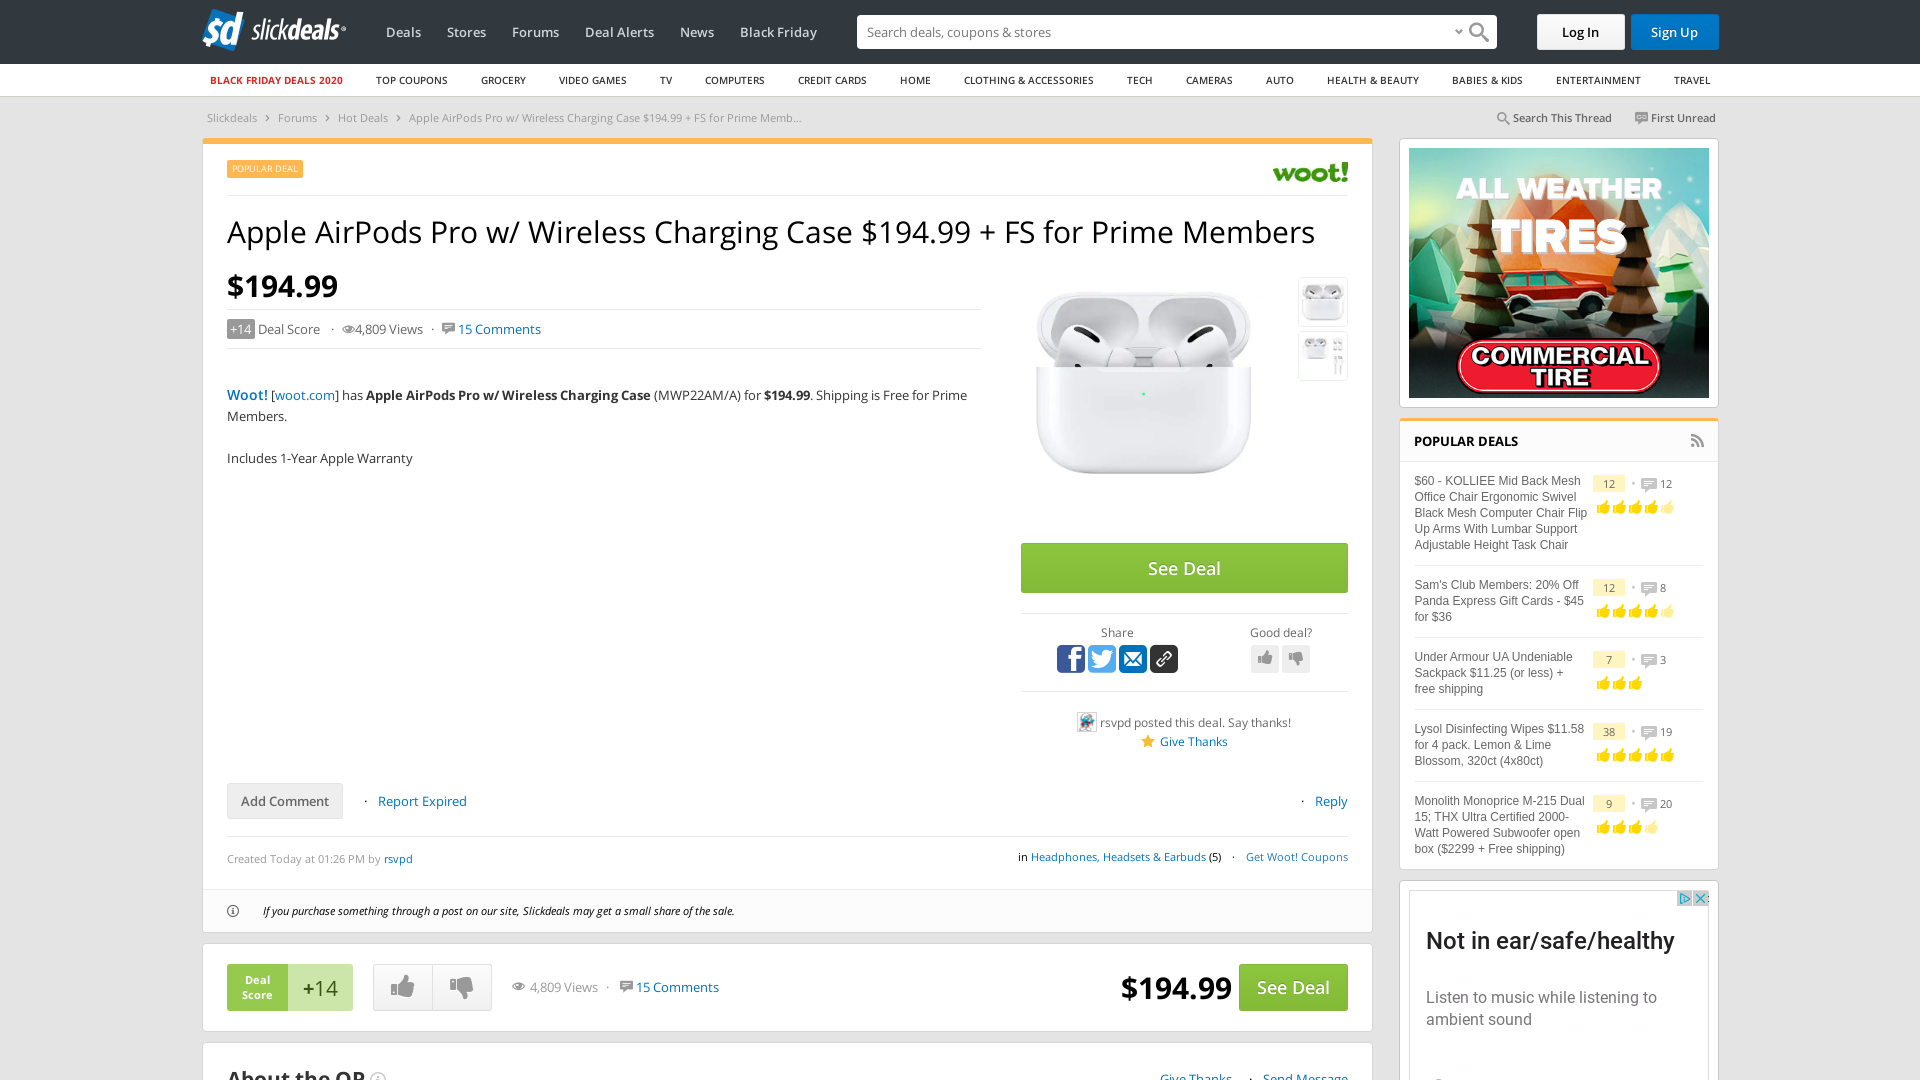 sd slickdeals
Deals Stores Forums Deal Alerts News Black Friday
Search deals, coupons & stores
Log In Sign Up
BLACK FRIDAY DEALS 2020 TOP COUPONS GROCERY VIDEO GAMES TV COMPUTERS CREDIT CARDS HOME CLOTHING & ACCESSORIES TECH CAMERAS AUTO HEALTH & BEAUTY BABIES & KIDS ENTERTAINMENT TRAVEL
Slickdeals > Forums > Hot Deals > Apple AirPods Pro w/ Wireless Charging Case $194.99 + FS for Prime Memb...
Search This Thread First Unread
POPULAR DEAL
woot!
Apple AirPods Pro w/ Wireless Charging Case $194.99 + FS for Prime Members
$194.99
+14 Deal Score · 4,809 Views · 15 Comments
Woot! [woot.com] has Apple AirPods Pro w/ Wireless Charging Case (MWP22AM/A) for $194.99. Shipping is Free for Prime
Members.
Includes 1-Year Apple Warranty
See Deal
Share
Good deal?
rsvpd posted this deal. Say thanks!
Give Thanks
Add Comment · Report Expired
· Reply
Created Today at 01:26 PM by rsvpd
in Headphones, Headsets & Earbuds (5) · Get Woot! Coupons
If you purchase something through a post on our site, Slickdeals may get a small share of the sale.
Deal
Score
+14
4,809 Views · 15 Comments
$194.99
See Deal
About the OP
Give Thanks · Send Message
ALL WEATHER
TIRES
COMMERCIAL
TIRE
POPULAR DEALS
$60 - KOLLIEE Mid Back Mesh
Office Chair Ergonomic Swivel
Black Mesh Computer Chair Flip
Up Arms With Lumbar Support
Adjustable Height Task Chair
12 • 12
Sam's Club Members: 20% Off
Panda Express Gift Cards - $45
for $36
12 • 8
Under Armour UA Undeniable
Sackpack $11.25 (or less) +
free shipping
7 • 3
Lysol Disinfecting Wipes $11.58
for 4 pack. Lemon & Lime
Blossom, 320ct (4x80ct)
38 • 19
Monolith Monoprice M-215 Dual
15; THX Ultra Certified 2000-
Watt Powered Subwoofer open
box ($2299 + Free shipping)
9 • 20
Not in ear/safe/healthy
Listen to music while listening to
ambient sound